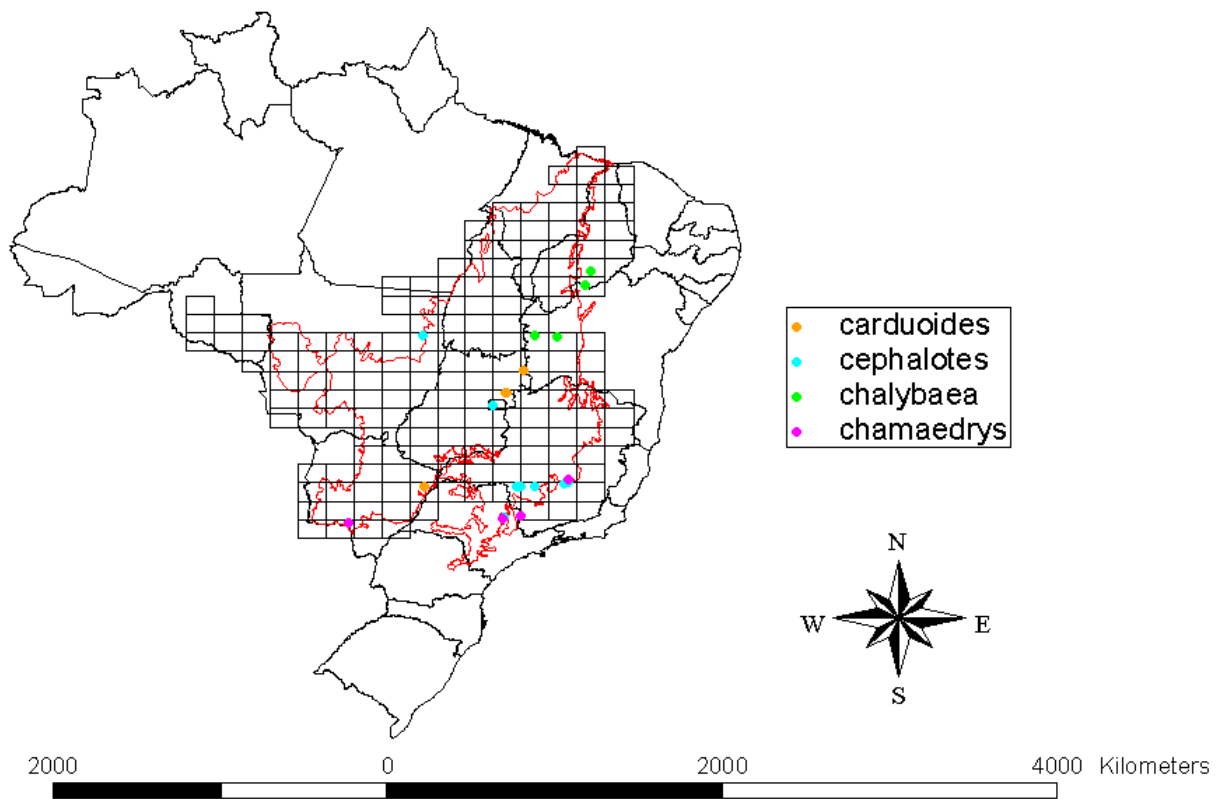 carduoides
cephalotes
chalybaea
chamaedrys
N
W E
S
2000 0 2000 4000 Kilometers